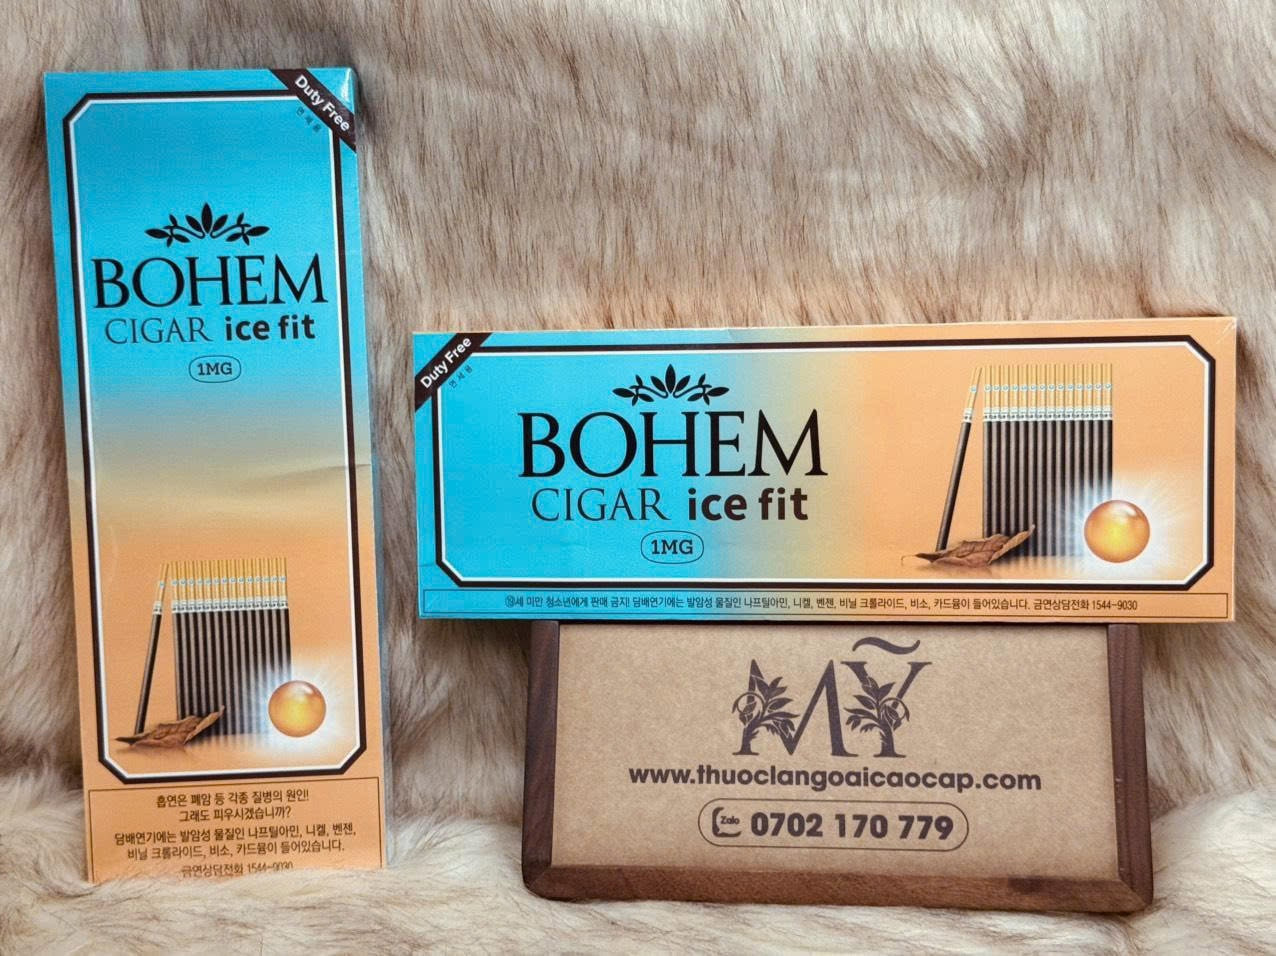 Duty Free
면세용
BOHEM
CIGAR ice fit
1MG
흡연은 폐암 등 각종 질병의 원인!
그래도 피우시겠습니까?
담배연기에는 발암성 물질인 나프틸아민, 니켈, 벤젠,
비닐 크롤라이드, 비소, 카드뮴이 들어있습니다.
금연상담전화 1544-9030
Duty Free
면세용
BOHEM
CIGAR ice fit
1MG
⑲세 미만 청소년에게 판매 금지! 담배연기에는 발암성 물질인 나프틸아민, 니켈, 벤젠, 비닐 크롤라이드, 비소, 카드뮴이 들어있습니다. 금연상담전화 1544-9030
MỸ
www.thuoclangoaicaocap.com
Zalo 0702 170 779